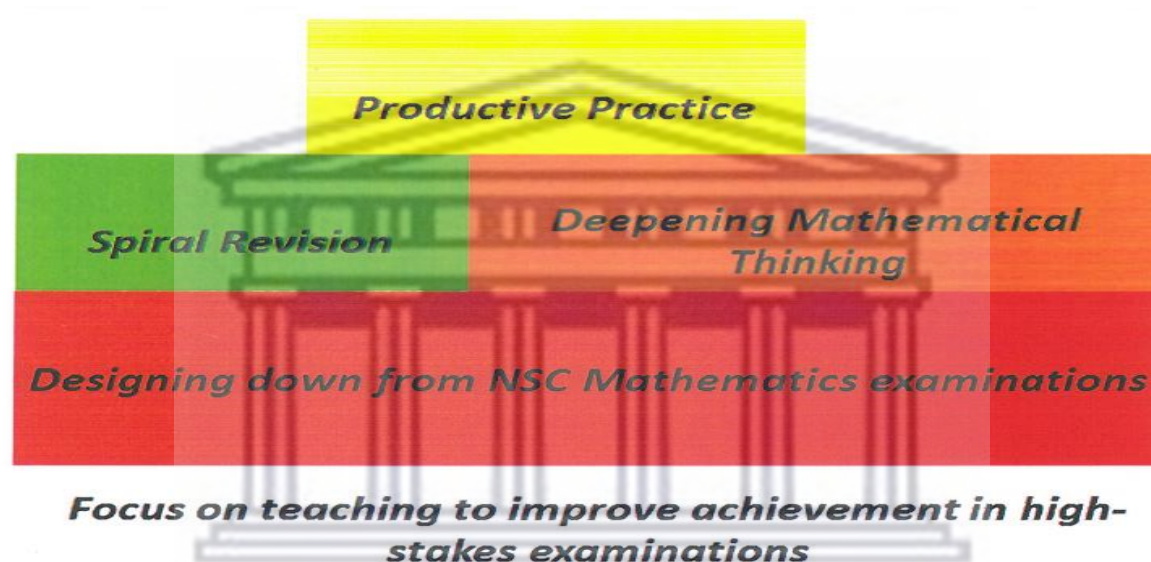 Productive Practice
Spiral Revision
Deepening Mathematical
Thinking
Designing down from NSC Mathematics examinations
Focus on teaching to improve achievement in high-
stakes examinations